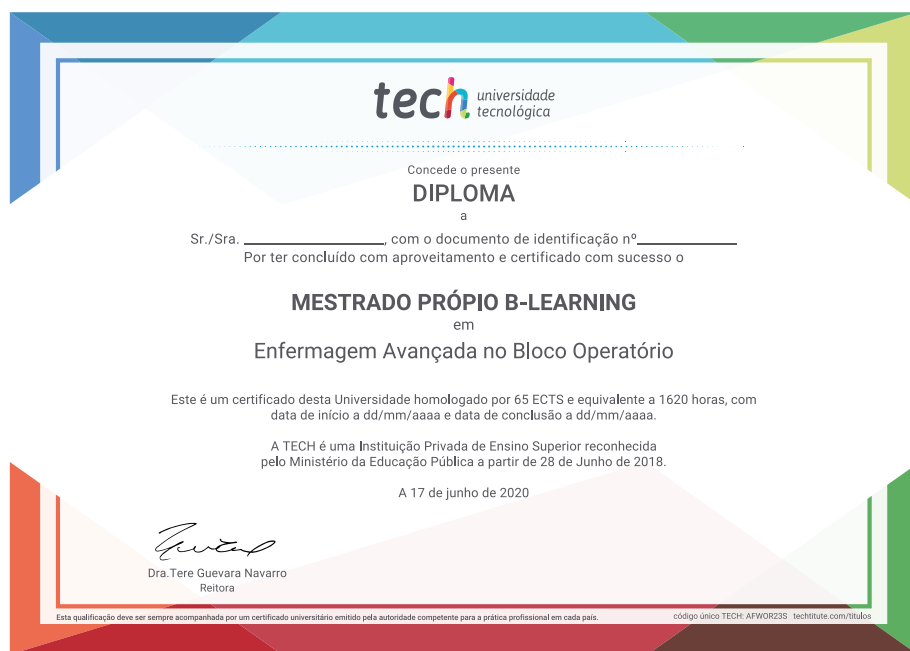 tech universidade
tecnológica
Concede o presente
DIPLOMA
a
Sr./Sra. ________________, com o documento de identificação nº____________
Por ter concluído com aproveitamento e certificado com sucesso o
MESTRADO PRÓPIO B-LEARNING
em
Enfermagem Avançada no Bloco Operatório
Este é um certificado desta Universidade homologado por 65 ECTS e equivalente a 1620 horas, com
data de início a dd/mm/aaaa e data de conclusão a dd/mm/aaaa.
A TECH é uma Instituição Privada de Ensino Superior reconhecida
pelo Ministério da Educação Pública a partir de 28 de Junho de 2018.
A 17 de junho de 2020
Dra.Tere Guevara Navarro
Reitora
Esta qualificação deve ser sempre acompanhada por um certificado universitário emitido pela autoridade competente para a prática profissional em cada país.
código único TECH: AFWOR23S techtitute.com/titulos